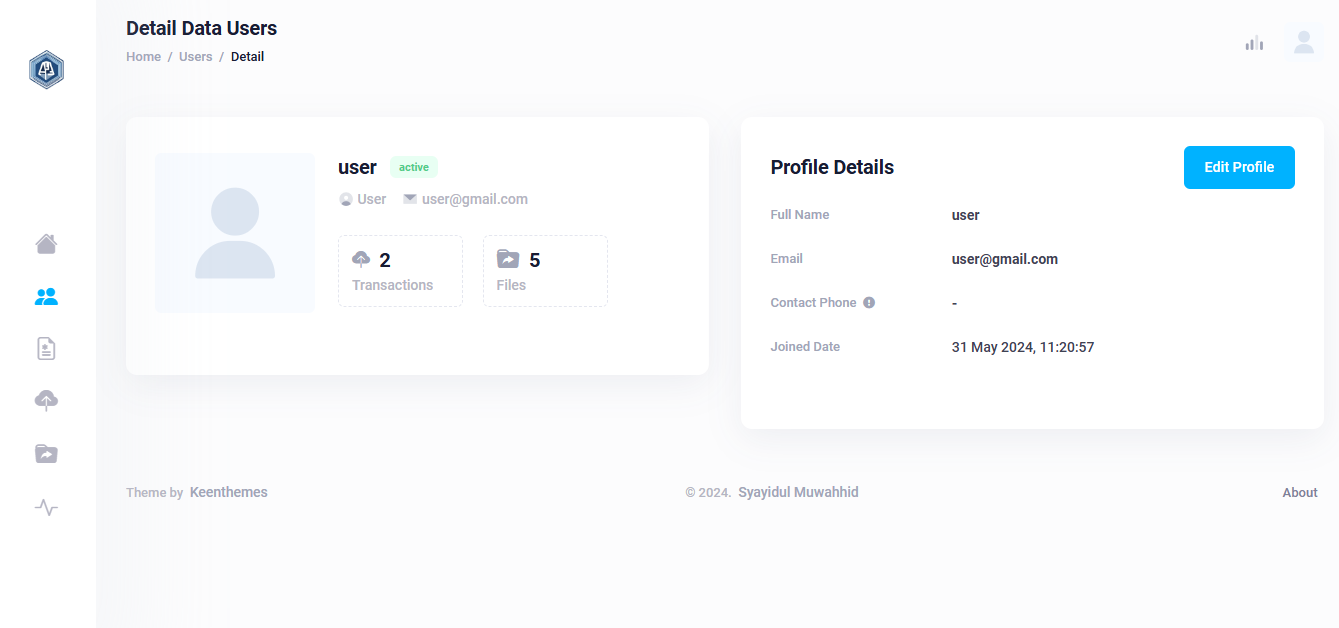 Detail Data Users
Home / Users / Detail
user active
User user@gmail.com
2
Transactions
5
Files
Profile Details
Edit Profile
Full Name user
Email user@gmail.com
Contact Phone -
Joined Date 31 May 2024, 11:20:57
Theme by Keenthemes
© 2024. Syayidul Muwahhid
About